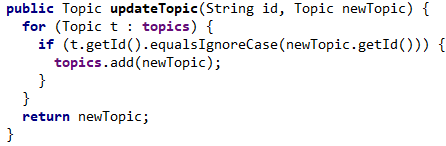 public Topic updateTopic(String id, Topic newTopic) {
  for (Topic t : topics) {
    if (t.getId().equalsIgnoreCase(newTopic.getId())) {
      topics.add(newTopic);
    }
  }
  return newTopic;
}